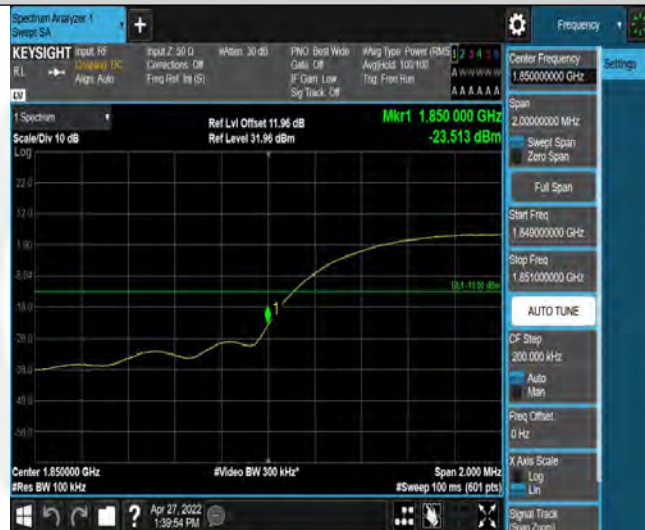 Spectrum Analyzer 1
Swept SA
+
Frequency
KEYSIGHT
RL
Input: RF
Coupling: DC
Align: Auto
Input Z: 50 Ω
Corrections: Off
Freq Ref: Int (S)
#Atten: 30 dB
PNO: Best Wide
Gate: Off
IF Gain: Low
Sig Track: Off
#Avg Type: Power (RMS
Avg|Hold: 100/100
Trig: Free Run
1 2 3 4 5 6
A W W W W W
A A A A A A
LW
1 Spectrum
Scale/Div 10 dB
Ref Lvl Offset 11.96 dB
Ref Level 31.96 dBm
Mkr1 1.850 000 GHz
-23.513 dBm
Log
22.0
12.0
1.96
-8.04
-18.0
-28.0
-38.0
-48.0
-58.0
1
Center 1.850000 GHz
#Res BW 100 kHz
#Video BW 300 kHz*
Span 2.000 MHz
#Sweep 100 ms (601 pts)
Apr 27, 2022
1:39:54 PM
?
Center Frequency
1.850000000 GHz
Settings
Span
2.00000000 MHz
Swept Span
Zero Span
Full Span
Start Freq
1.849000000 GHz
Stop Freq
1.851000000 GHz
AUTO TUNE
CF Step
200.000 kHz
Auto
Man
Freq Offset
0 Hz
X Axis Scale
Log
Lin
Signal Track
(Span Zoom)